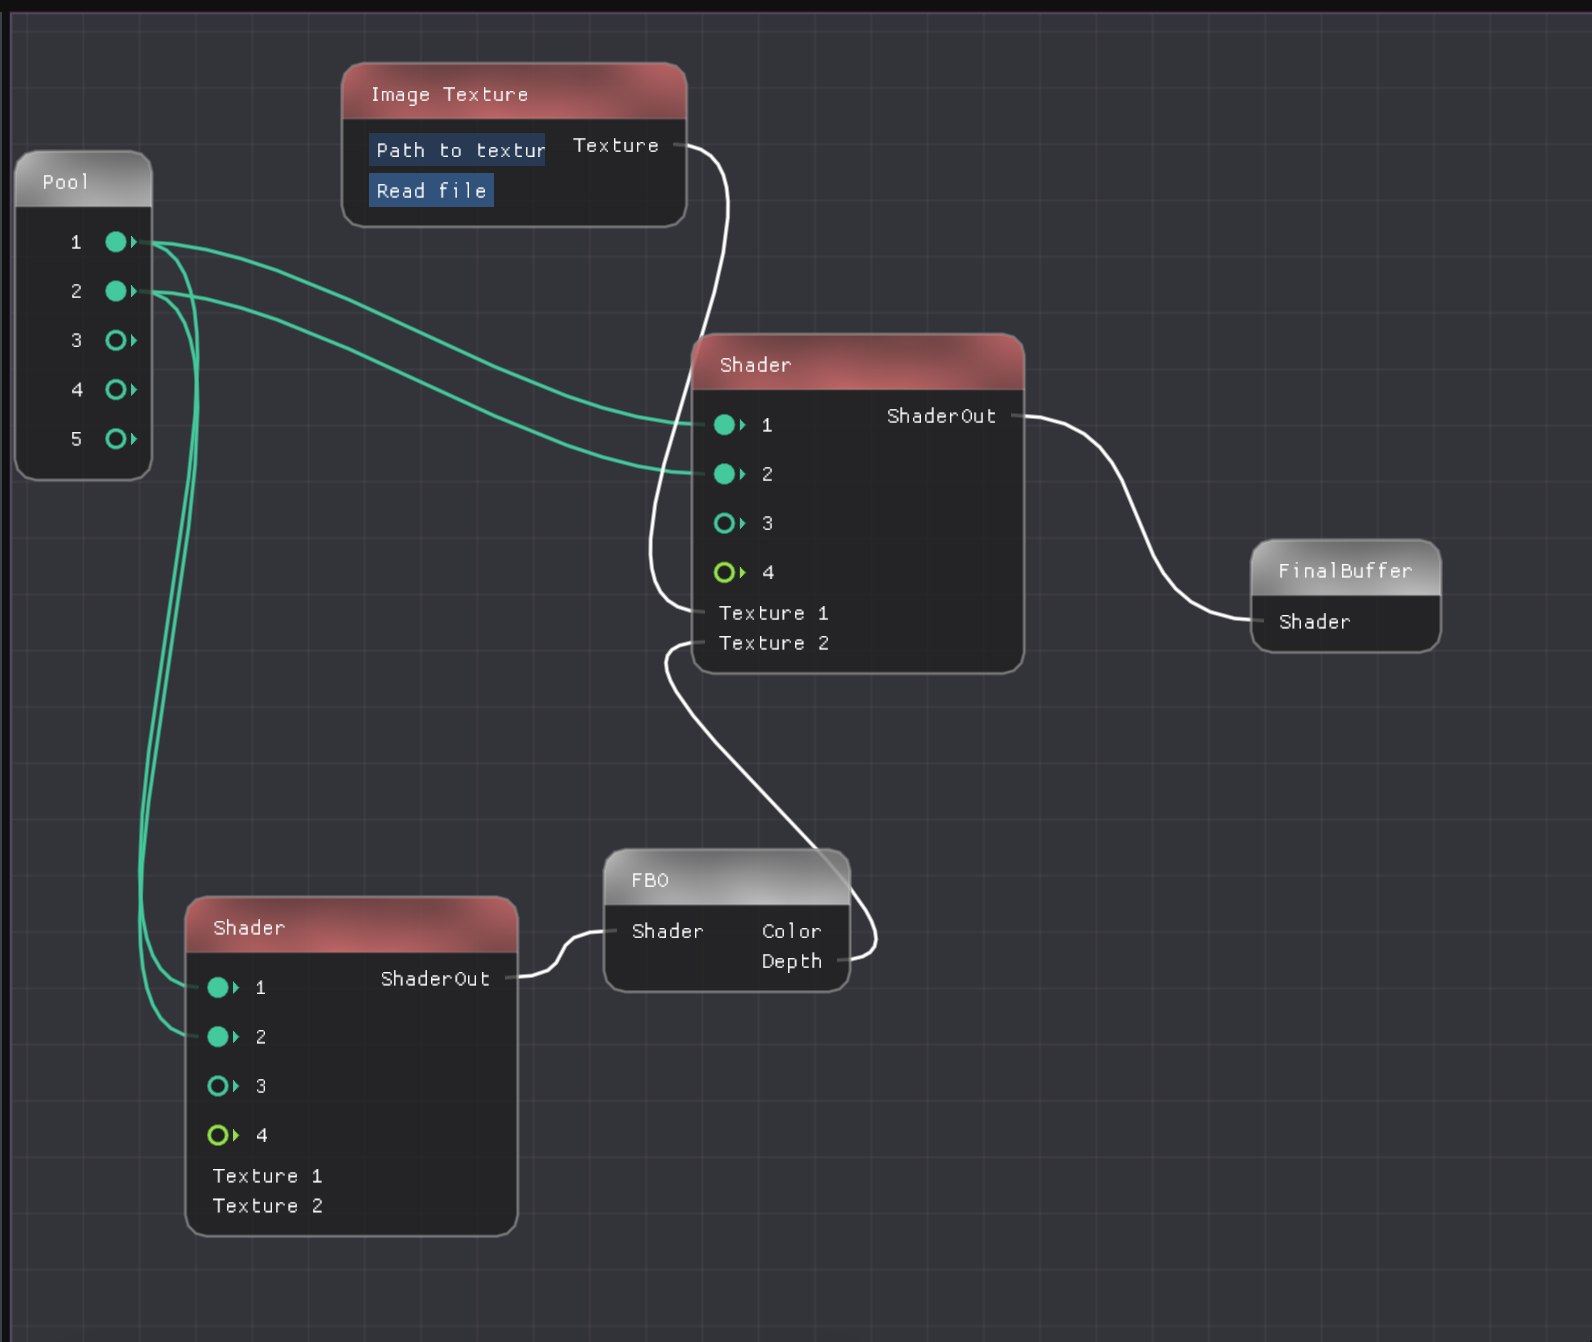 Image Texture
Path to textur
Texture
Read file
Pool
1
2
3
4
5
Shader
ShaderOut
1
2
3
4
Texture 1
Texture 2
FinalBuffer
Shader
FBO
Shader
Color
Depth
Shader
ShaderOut
1
2
3
4
Texture 1
Texture 2